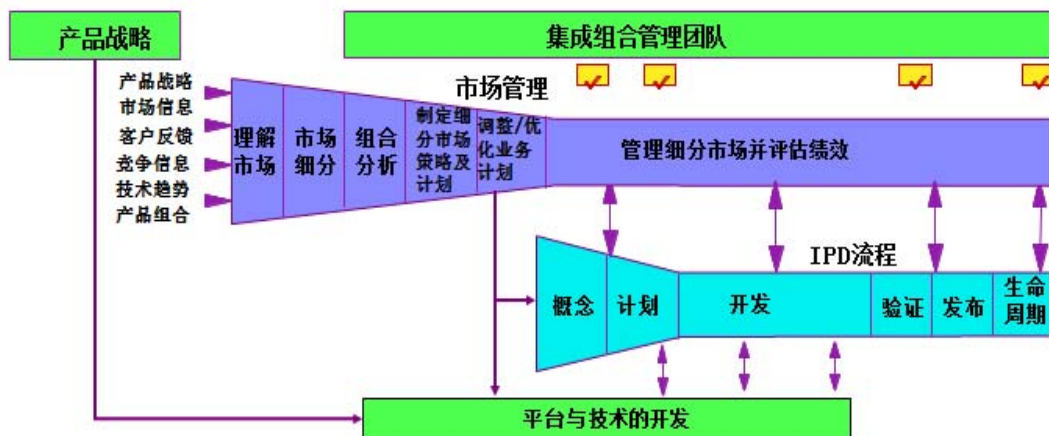 产品战略
集成组合管理团队
市场管理
产品战略
市场信息
客户反馈
竞争信息
技术趋势
产品组合
理解
市场
市场
细分
组合
分析
制定细
分市场
策略及
计划
调整/优
化业务
计划
管理细分市场并评估绩效
IPD流程
概念
计划
开发
验证
发布
生命
周期
平台与技术的开发